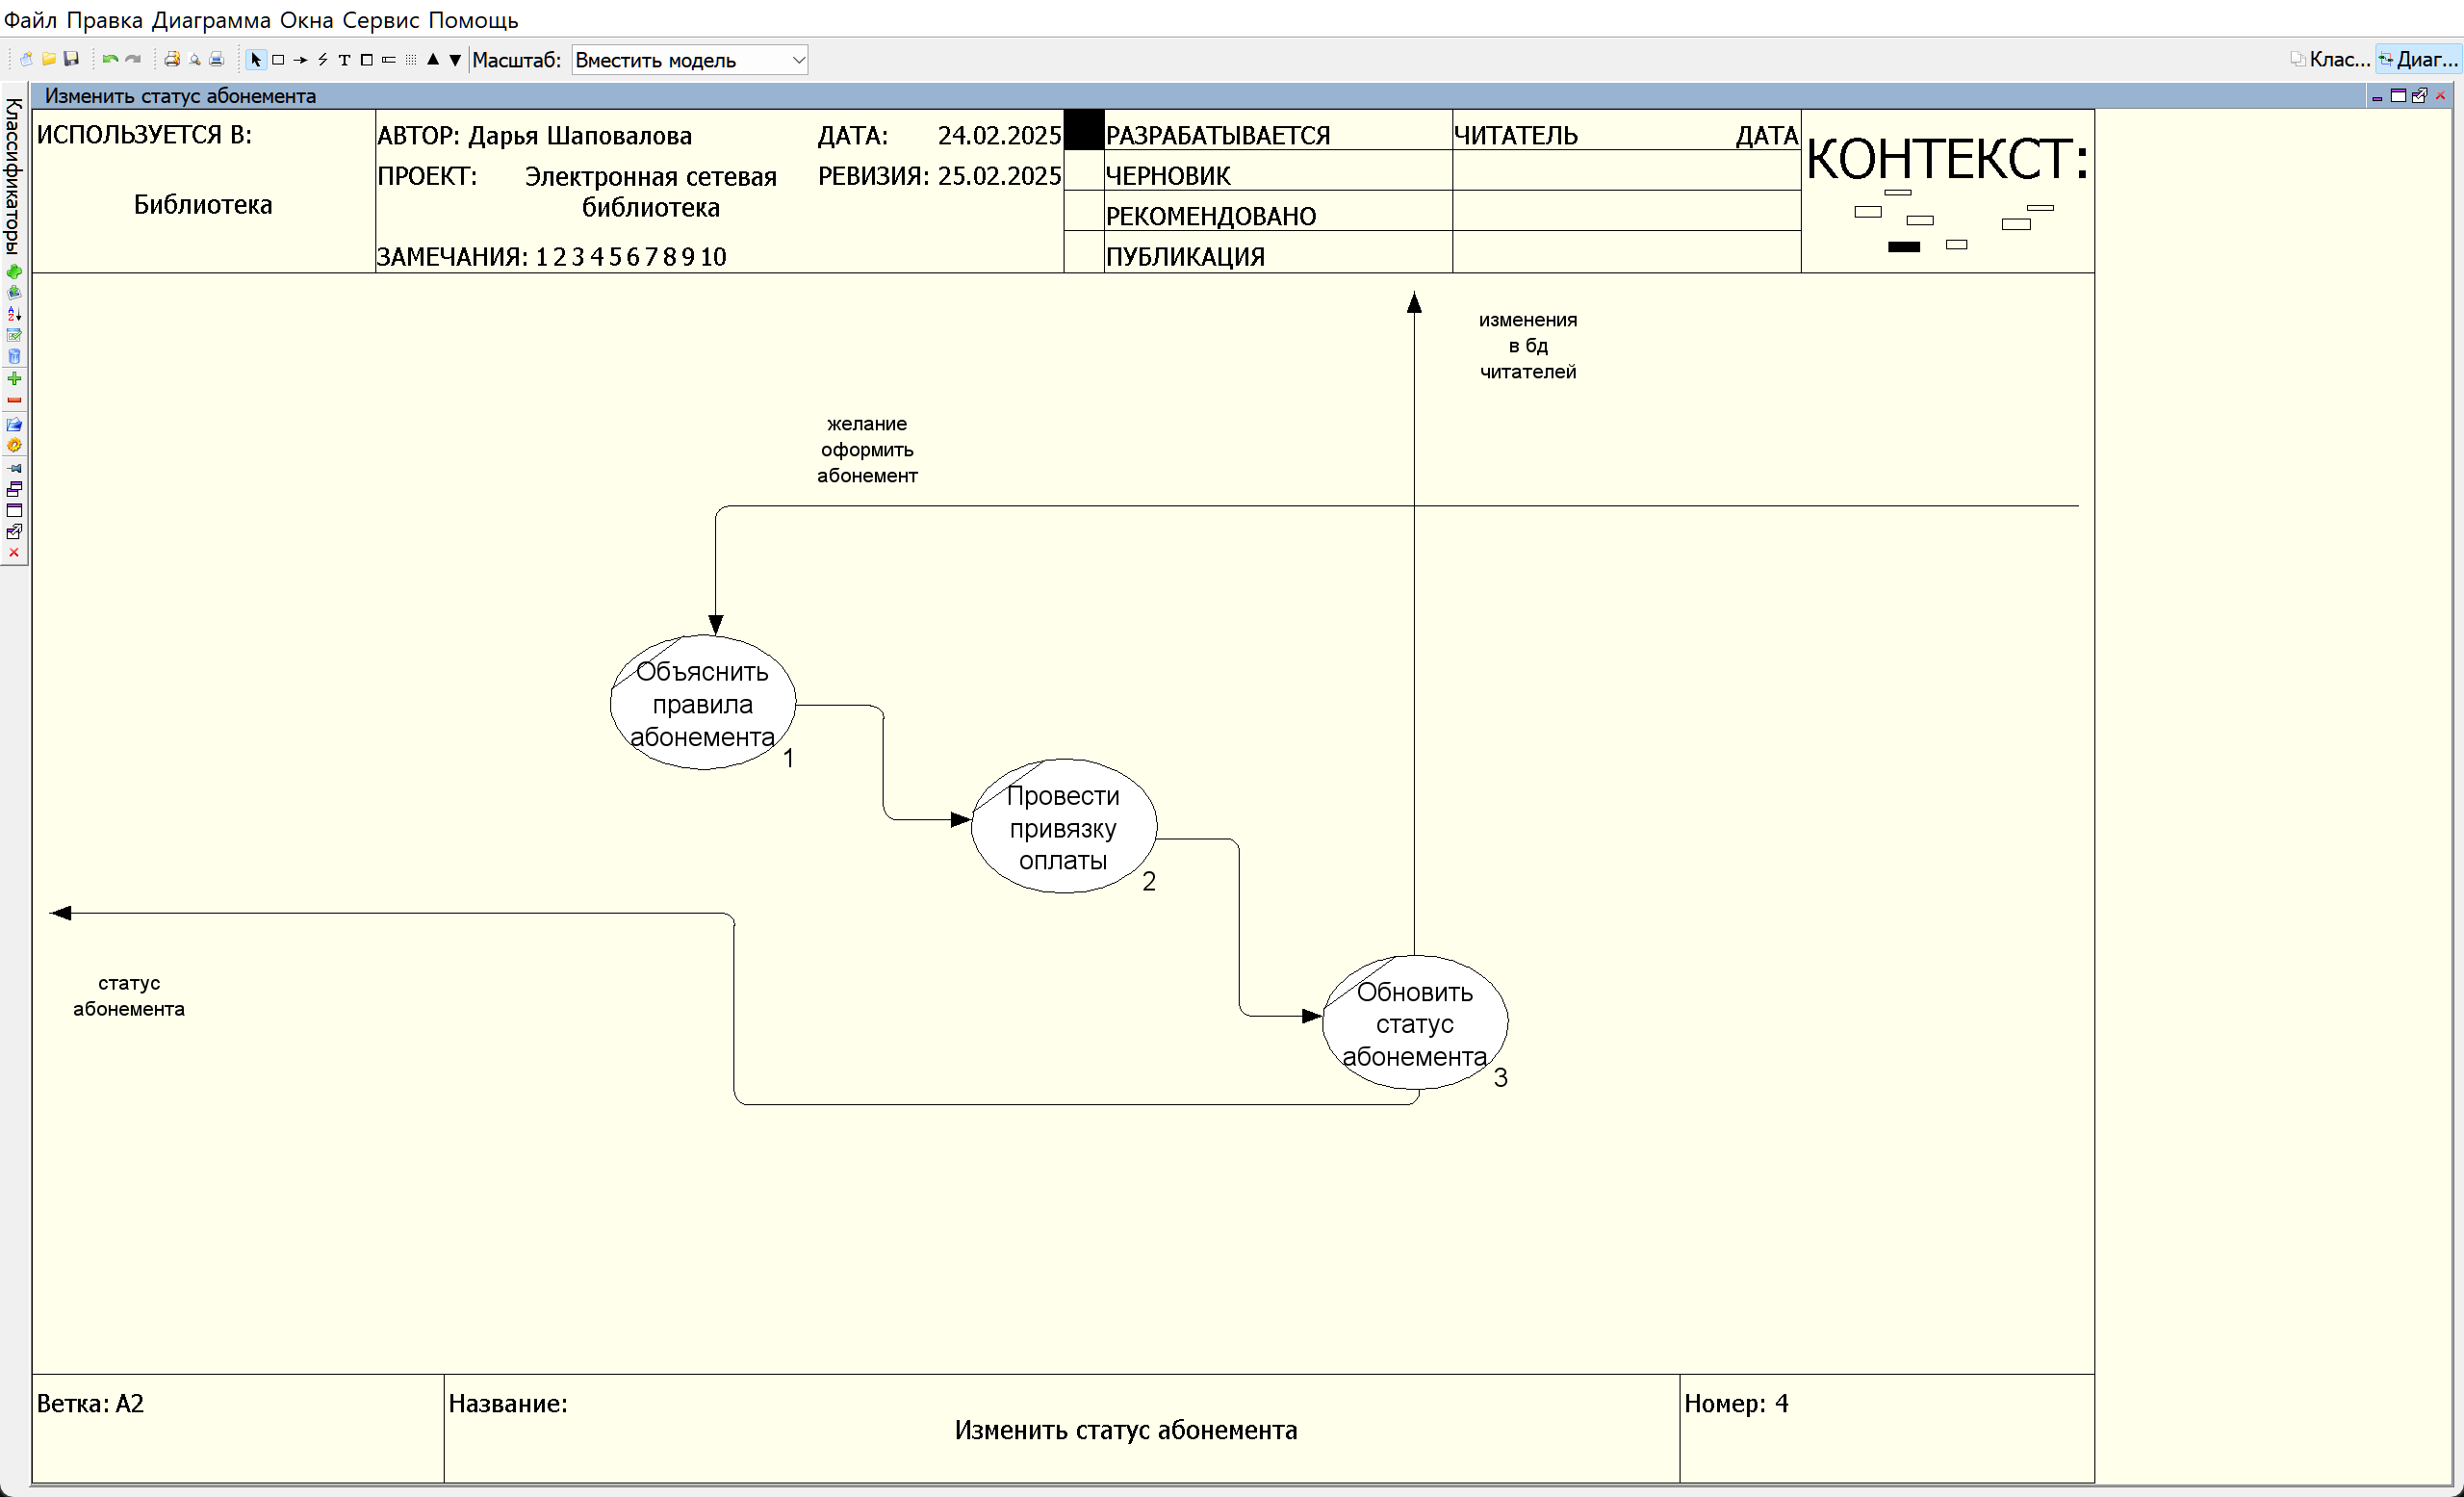 Файл Правка Диаграмма Окна Сервис Помощь
Масштаб: Вместить модель
Клас... Диаг...
Классификаторы
Изменить статус абонемента
ИСПОЛЬЗУЕТСЯ В:
Библиотека
АВТОР: Дарья Шаповалова ДАТА: 24.02.2025
ПРОЕКТ: Электронная сетевая РЕВИЗИЯ: 25.02.2025
библиотека
ЗАМЕЧАНИЯ: 1 2 3 4 5 6 7 8 9 10
РАЗРАБАТЫВАЕТСЯ
ЧЕРНОВИК
РЕКОМЕНДОВАНО
ПУБЛИКАЦИЯ
ЧИТАТЕЛЬ ДАТА
КОНТЕКСТ:
изменения
в бд
читателей
желание
оформить
абонемент
Объяснить
правила
абонемента
1
Провести
привязку
оплаты
2
статус
абонемента
Обновить
статус
абонемента
3
Ветка: A2
Название:
Изменить статус абонемента
Номер: 4